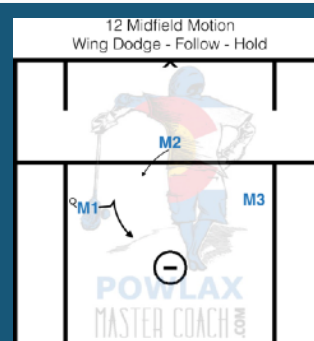 12 Midfield Motion
Wing Dodge - Follow - Hold
M2
M1
M3
POWLAX
MASTER COACH.COM